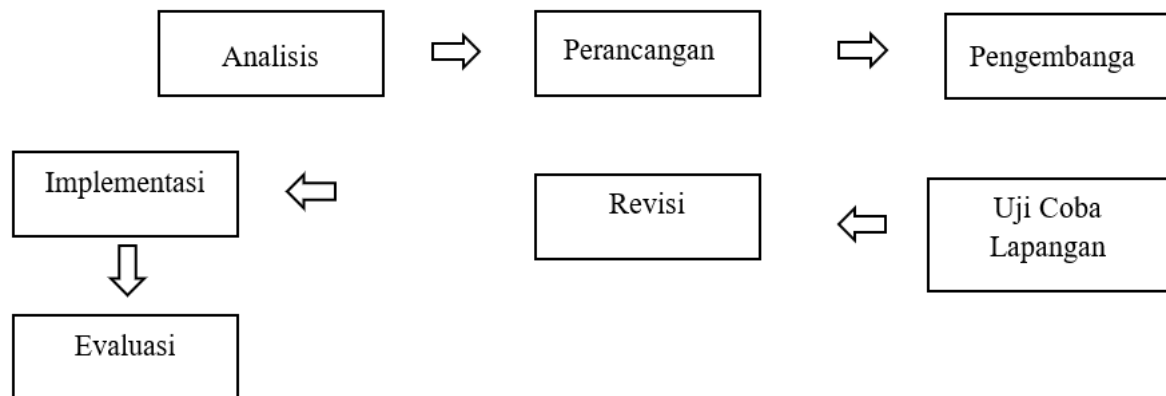 Analisis
Perancangan
Pengembanga
Implementasi
Revisi
Uji Coba
Lapangan
Evaluasi